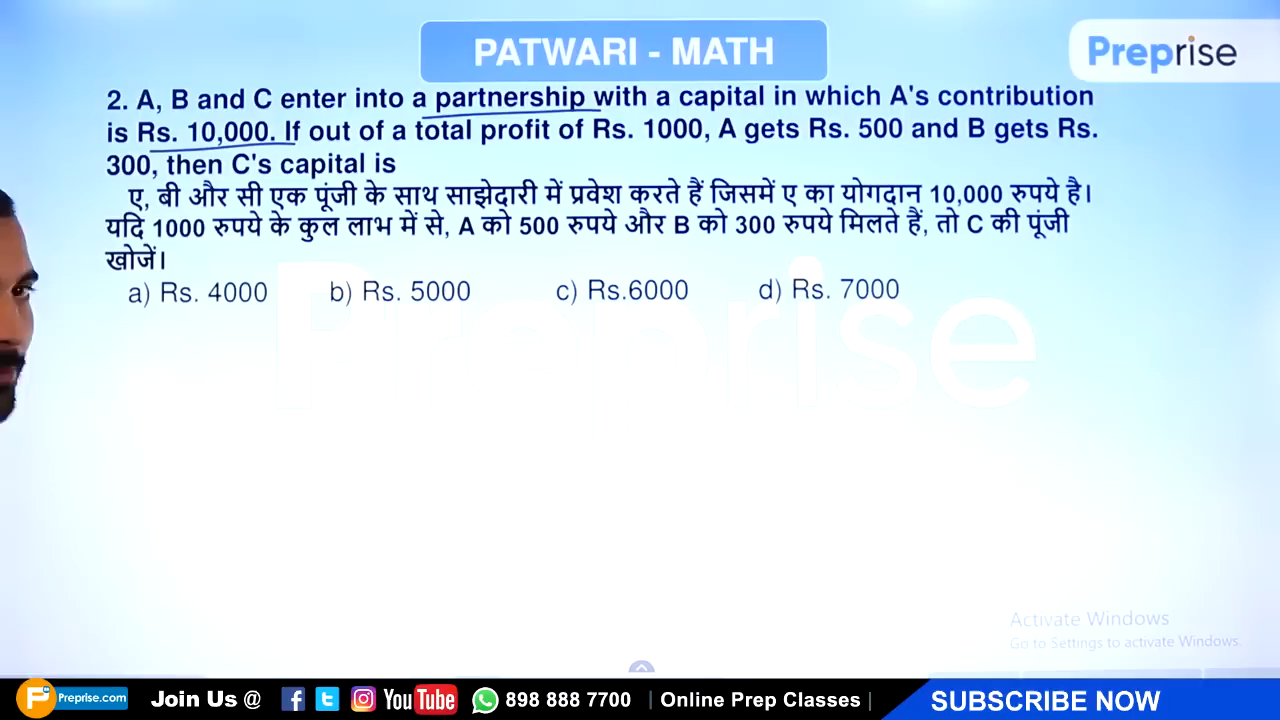 PATWARI - MATH
Preprise
2. A, B and C enter into a partnership with a capital in which A's contribution
is Rs. 10,000. If out of a total profit of Rs. 1000, A gets Rs. 500 and B gets Rs.
300, then C's capital is
ए, बी और सी एक पूंजी के साथ साझेदारी में प्रवेश करते हैं जिसमें ए का योगदान 10,000 रुपये है।
यदि 1000 रुपये के कुल लाभ में से, A को 500 रुपये और B को 300 रुपये मिलते हैं, तो C की पूंजी
खोजें।
a) Rs. 4000 b) Rs. 5000 c) Rs.6000 d) Rs. 7000
Preprise
Activate Windows
Go to Settings to activate Windows.
Preprise.com Join Us @ YouTube 898 888 7700 | Online Prep Classes | SUBSCRIBE NOW